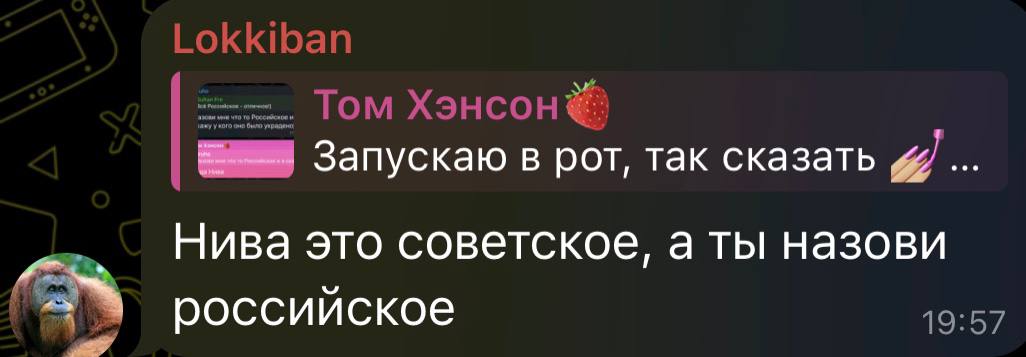 Lokkiban
Том Хэнсон🍓
Запускаю в рот, так сказать 💅...
Нива это советское, а ты назови
российское
19:57